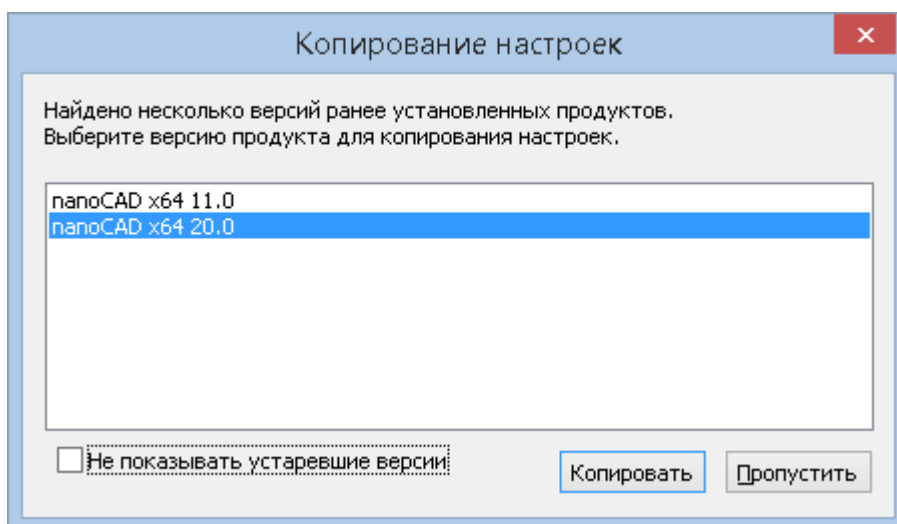 Копирование настроек
Найдено несколько версий ранее установленных продуктов.
Выберите версию продукта для копирования настроек.
nanoCAD x64 11.0
nanoCAD x64 20.0
Не показывать устаревшие версии
Копировать
Пропустить